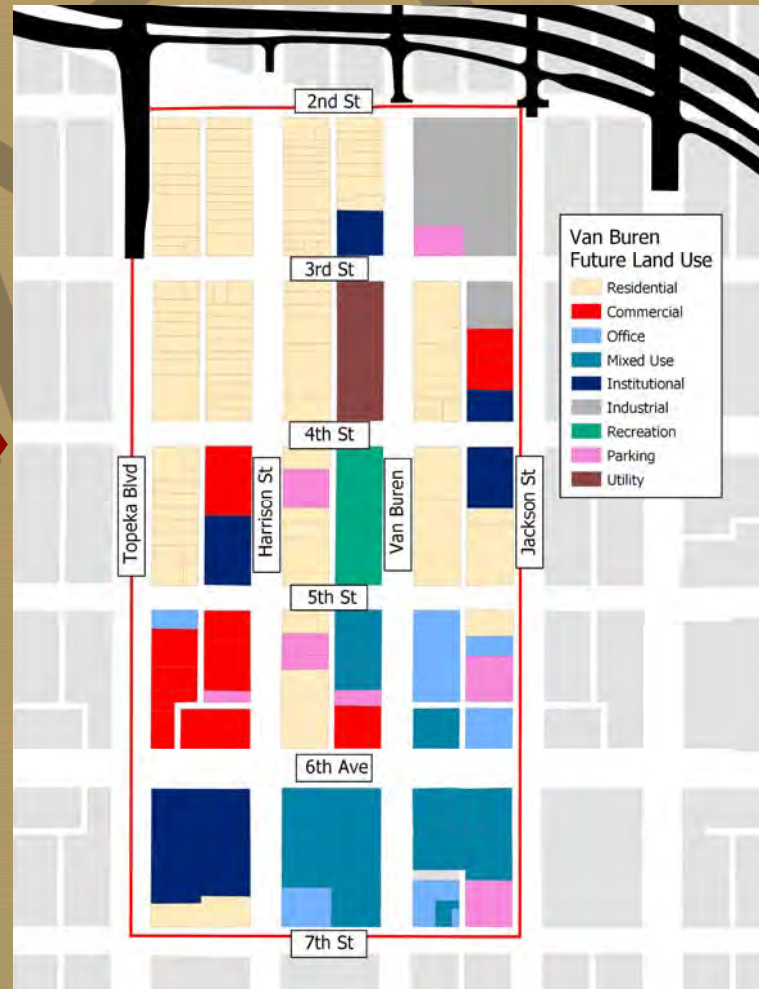 2nd St
3rd St
Van Buren
Future Land Use
Residential
Commercial
Office
Mixed Use
Institutional
Industrial
Recreation
Parking
Utility
4th St
Topeka Blvd
Harrison St
Van Buren
Jackson St
5th St
6th Ave
7th St